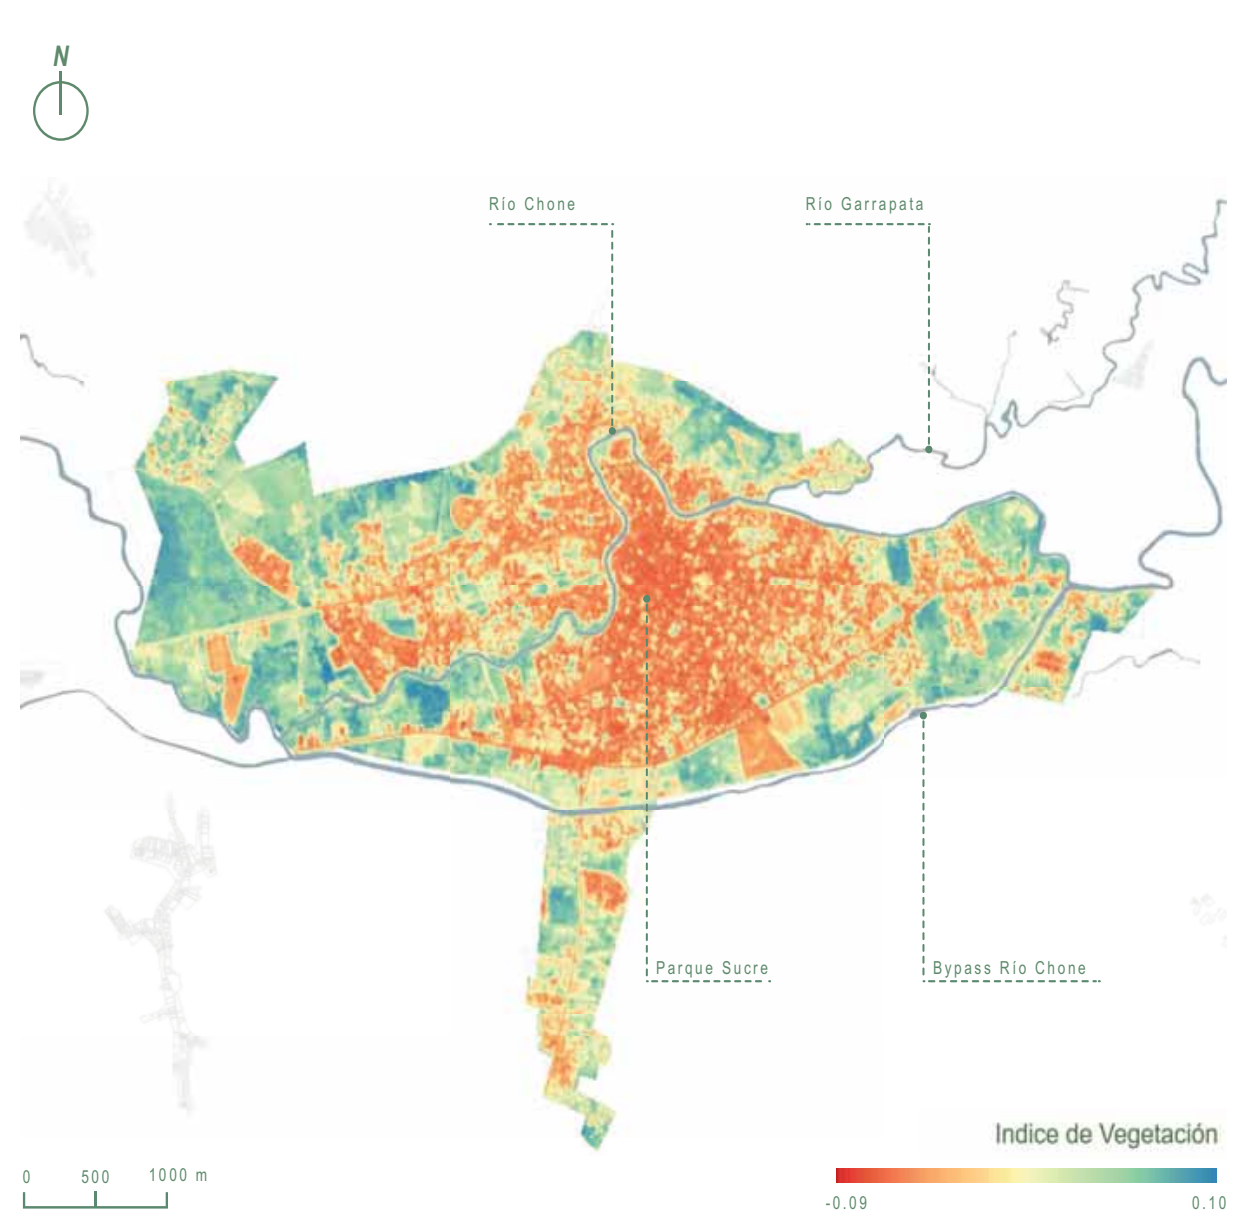 N
Río Chone
Río Garrapata
Parque Sucre
Bypass Río Chone
Indice de Vegetación
0 500 1000 m
-0.09 0.10